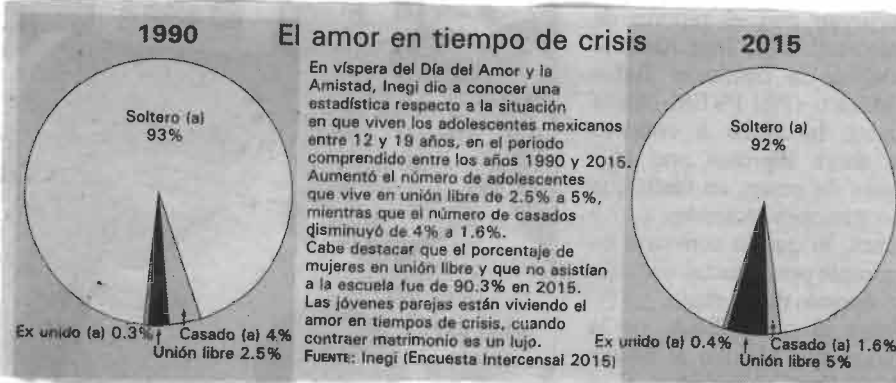 El amor en tiempo de crisis
1990
Soltero (a)
93%
Ex unido (a) 0.3%
Casado (a) 4%
Unión libre 2.5%
En víspera del Día del Amor y la
Amistad, Inegi dio a conocer una
estadística respecto a la situación
en que viven los adolescentes mexicanos
entre 12 y 19 años, en el periodo
comprendido entre los años 1990 y 2015.
Aumentó el número de adolescentes
que vive en unión libre de 2.5% a 5%,
mientras que el número de casados
disminuyó de 4% a 1.6%.
Cabe destacar que el porcentaje de
mujeres en unión libre y que no asistían
a la escuela fue de 90.3% en 2015.
Las jóvenes parejas están viviendo el
amor en tiempos de crisis, cuando
contraer matrimonio es un lujo.
FUENTE: Inegi (Encuesta Intercensal 2015)
2015
Soltero (a)
92%
Ex unido (a) 0.4%
Casado (a) 1.6%
Unión libre 5%